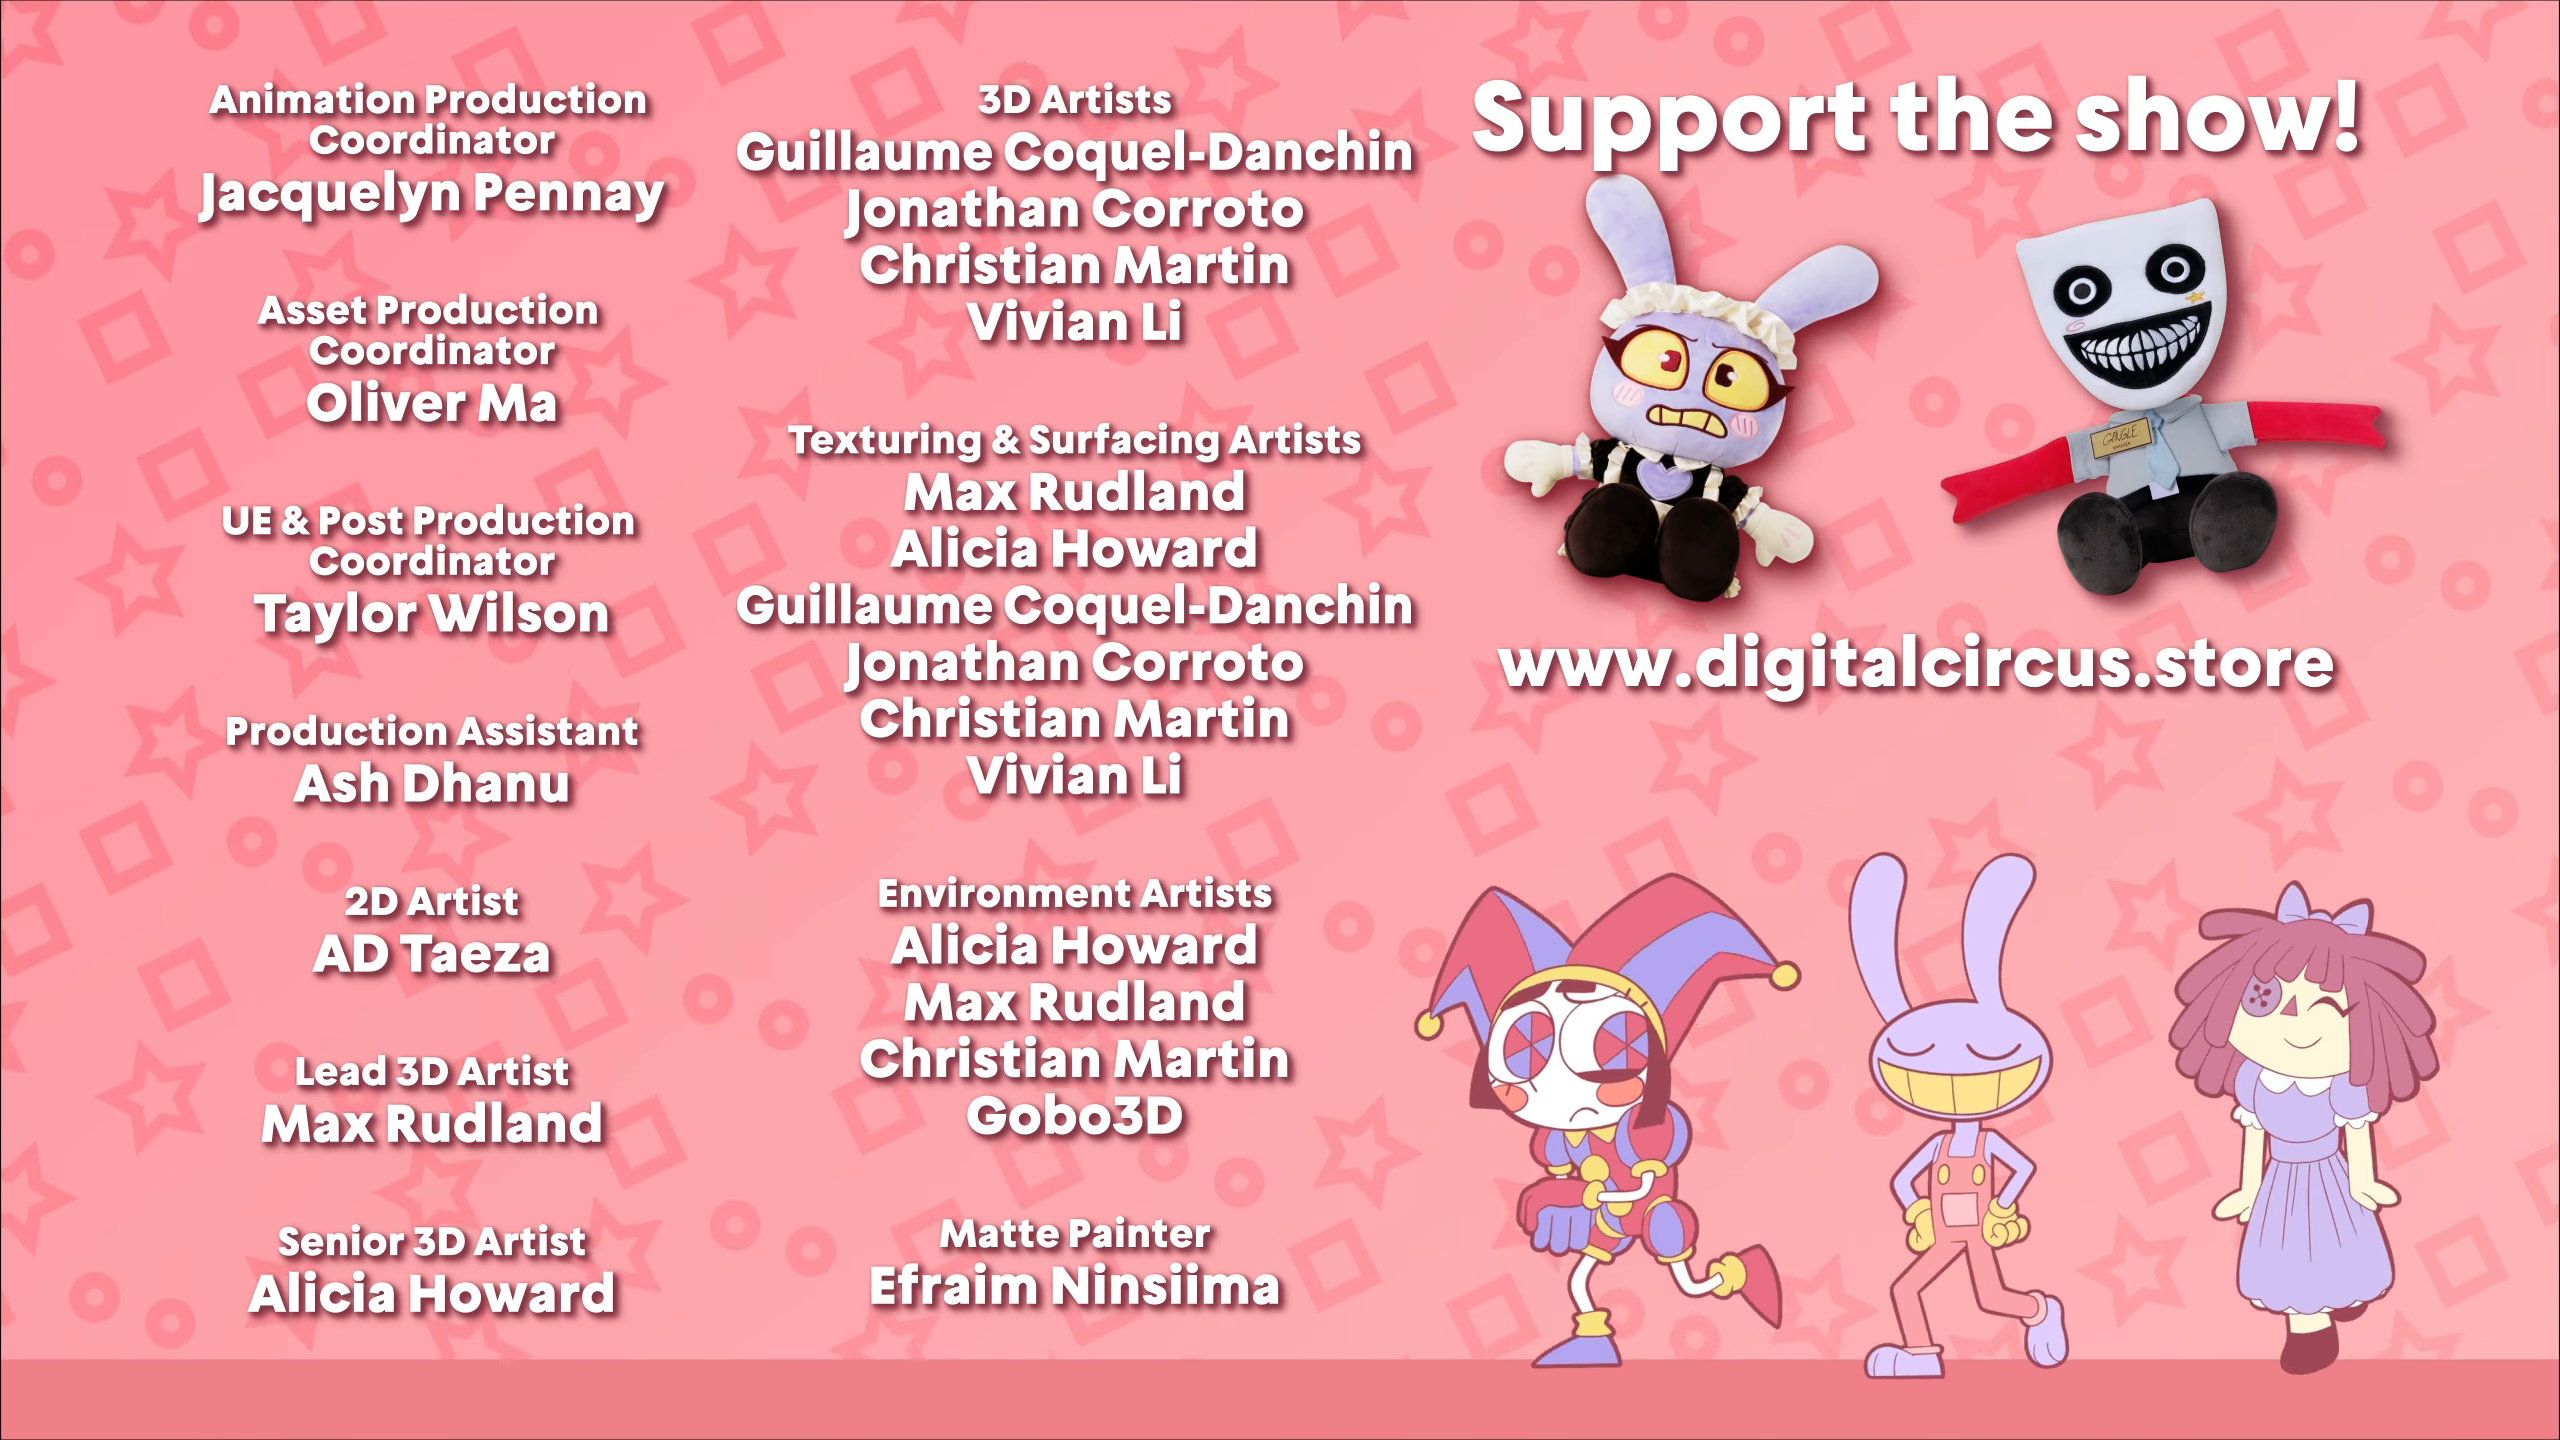 Animation Production
Coordinator
Jacquelyn Pennay
Asset Production
Coordinator
Oliver Ma
UE & Post Production
Coordinator
Taylor Wilson
Production Assistant
Ash Dhanu
2D Artist
AD Taeza
Lead 3D Artist
Max Rudland
Senior 3D Artist
Alicia Howard
3D Artists
Guillaume Coquel-Danchin
Jonathan Corroto
Christian Martin
Vivian Li
Texturing & Surfacing Artists
Max Rudland
Alicia Howard
Guillaume Coquel-Danchin
Jonathan Corroto
Christian Martin
Vivian Li
Environment Artists
Alicia Howard
Max Rudland
Christian Martin
Gobo3D
Matte Painter
Efraim Ninsiima
Support the show!
GANGLE
MANAGER
www.digitalcircus.store